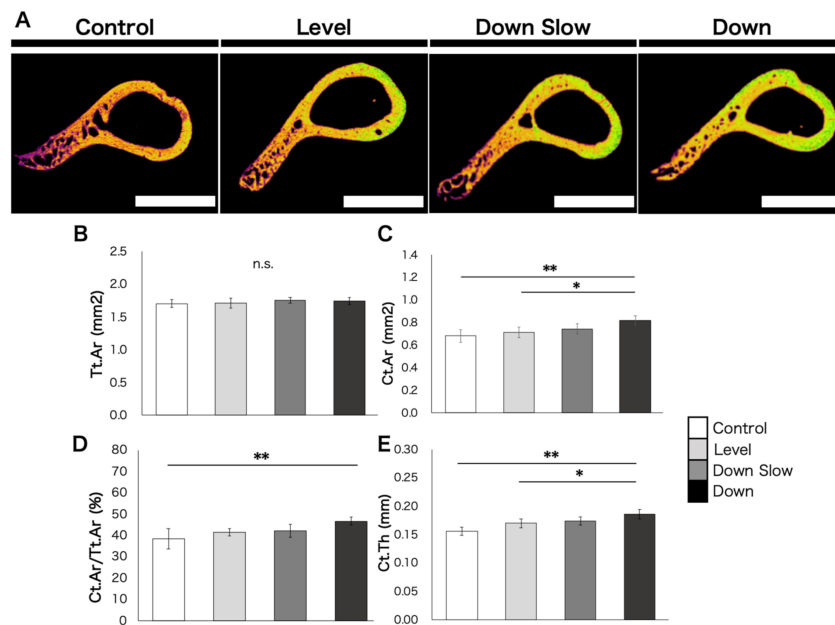 A
Control Level Down Slow Down
B
2.5
2.0
1.5
1.0
0.5
0.0
Tt.Ar (mm2)
n.s.
C
1.4
1.2
1.0
0.8
0.6
0.4
0.2
0.0
Ct.Ar (mm2)
**
*
D
80
70
60
50
40
30
20
10
0
Ct.Ar/Tt.Ar (%)
**
E
0.30
0.25
0.20
0.15
0.10
0.05
0.00
Ct.Th (mm)
**
*
Control
Level
Down Slow
Down